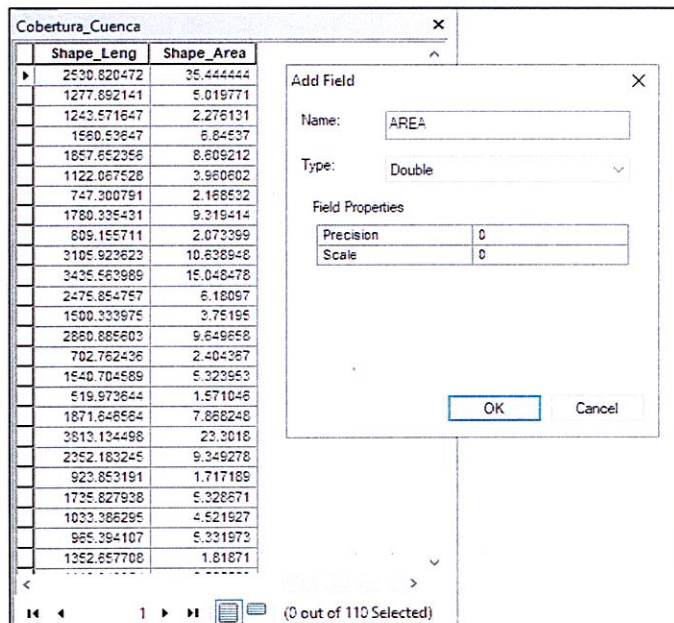 Cobertura_Cuenca
Shape_Leng Shape_Area
2530.820472 35.444444
1277.892141 5.019771
1243.571647 2.276131
1560.53647 6.84537
1857.652356 8.609212
1122.067528 3.960602
747.300791 2.168532
1780.335431 9.319414
809.155711 2.073399
3105.923623 10.638948
3435.563989 15.048478
2475.854757 6.18097
1500.333975 3.75195
2860.885603 9.649658
702.762436 2.404367
1540.704589 5.323953
519.973644 1.571046
1871.646564 7.868248
3813.134498 23.3018
2352.183245 9.349278
923.853191 1.717189
1735.827938 5.328671
1033.386295 4.521927
965.394107 5.331973
1352.657708 1.81871
1 (0 out of 110 Selected)
Add Field
Name: AREA
Type: Double
Field Properties
Precision 0
Scale 0
OK Cancel